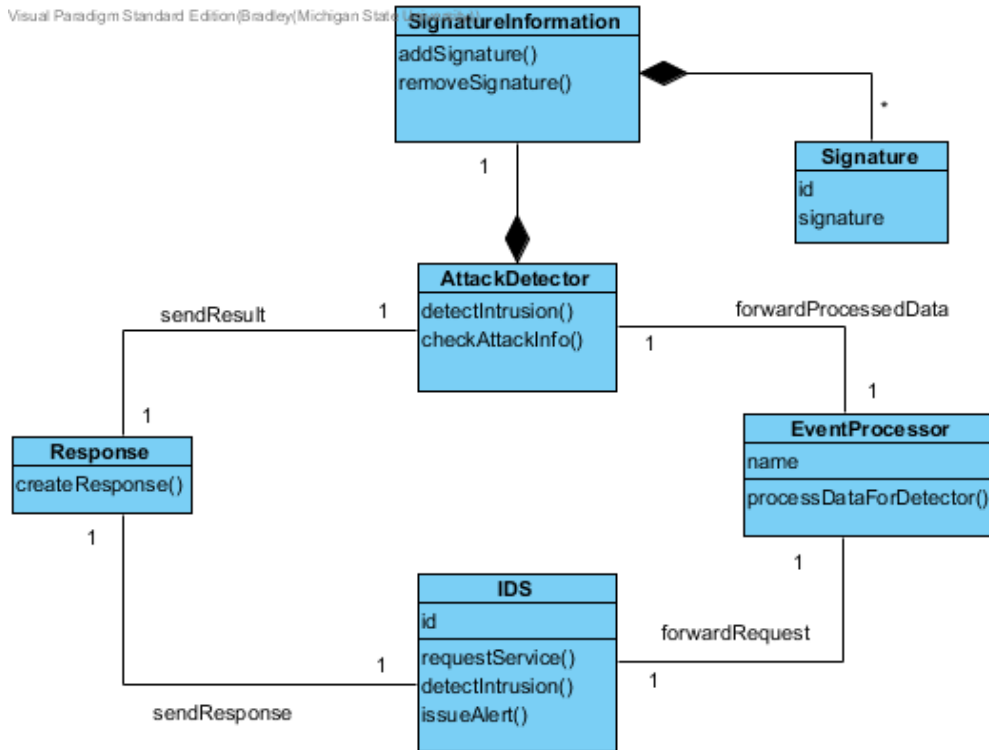 Visual Paradigm Standard Edition(Bradley(Michigan State
SignatureInformation
addSignature()
removeSignature()
*
1
Signature
id
signature
AttackDetector
detectIntrusion()
checkAttackInfo()
sendResult
1
forwardProcessedData
1
1
1
Response
createResponse()
EventProcessor
name
processDataForDetector()
1
1
IDS
id
requestService()
detectIntrusion()
issueAlert()
forwardRequest
1
1
sendResponse